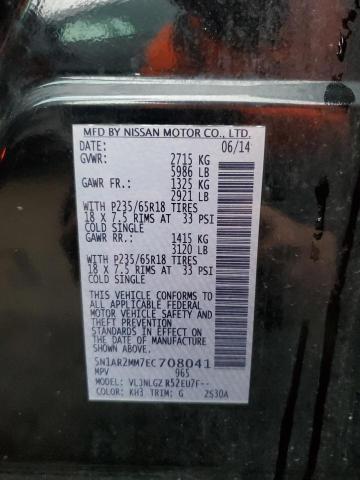 MFD BY NISSAN MOTOR CO., LTD.
DATE: 06/14
GVWR: 2715 KG
5986 LB
GAWR FR.: 1325 KG
2921 LB
WITH P235/65R18 TIRES
18 X 7.5 RIMS AT 33 PSI
COLD SINGLE
GAWR RR.: 1415 KG
3120 LB
WITH P235/65R18 TIRES
18 X 7.5 RIMS AT 33 PSI
COLD SINGLE
THIS VEHICLE CONFORMS TO ALL APPLICABLE FEDERAL
MOTOR VEHICLE SAFETY AND
THEFT PREVENTION STANDARDS
IN EFFECT ON THE DATE OF
MANUFACTURE SHOWN
ABOVE.
5N1AR2MM7EC708041
MPV 965
MODEL: VLJNLGZ R52EU7F--
COLOR: KH3 TRIM: G 2530A